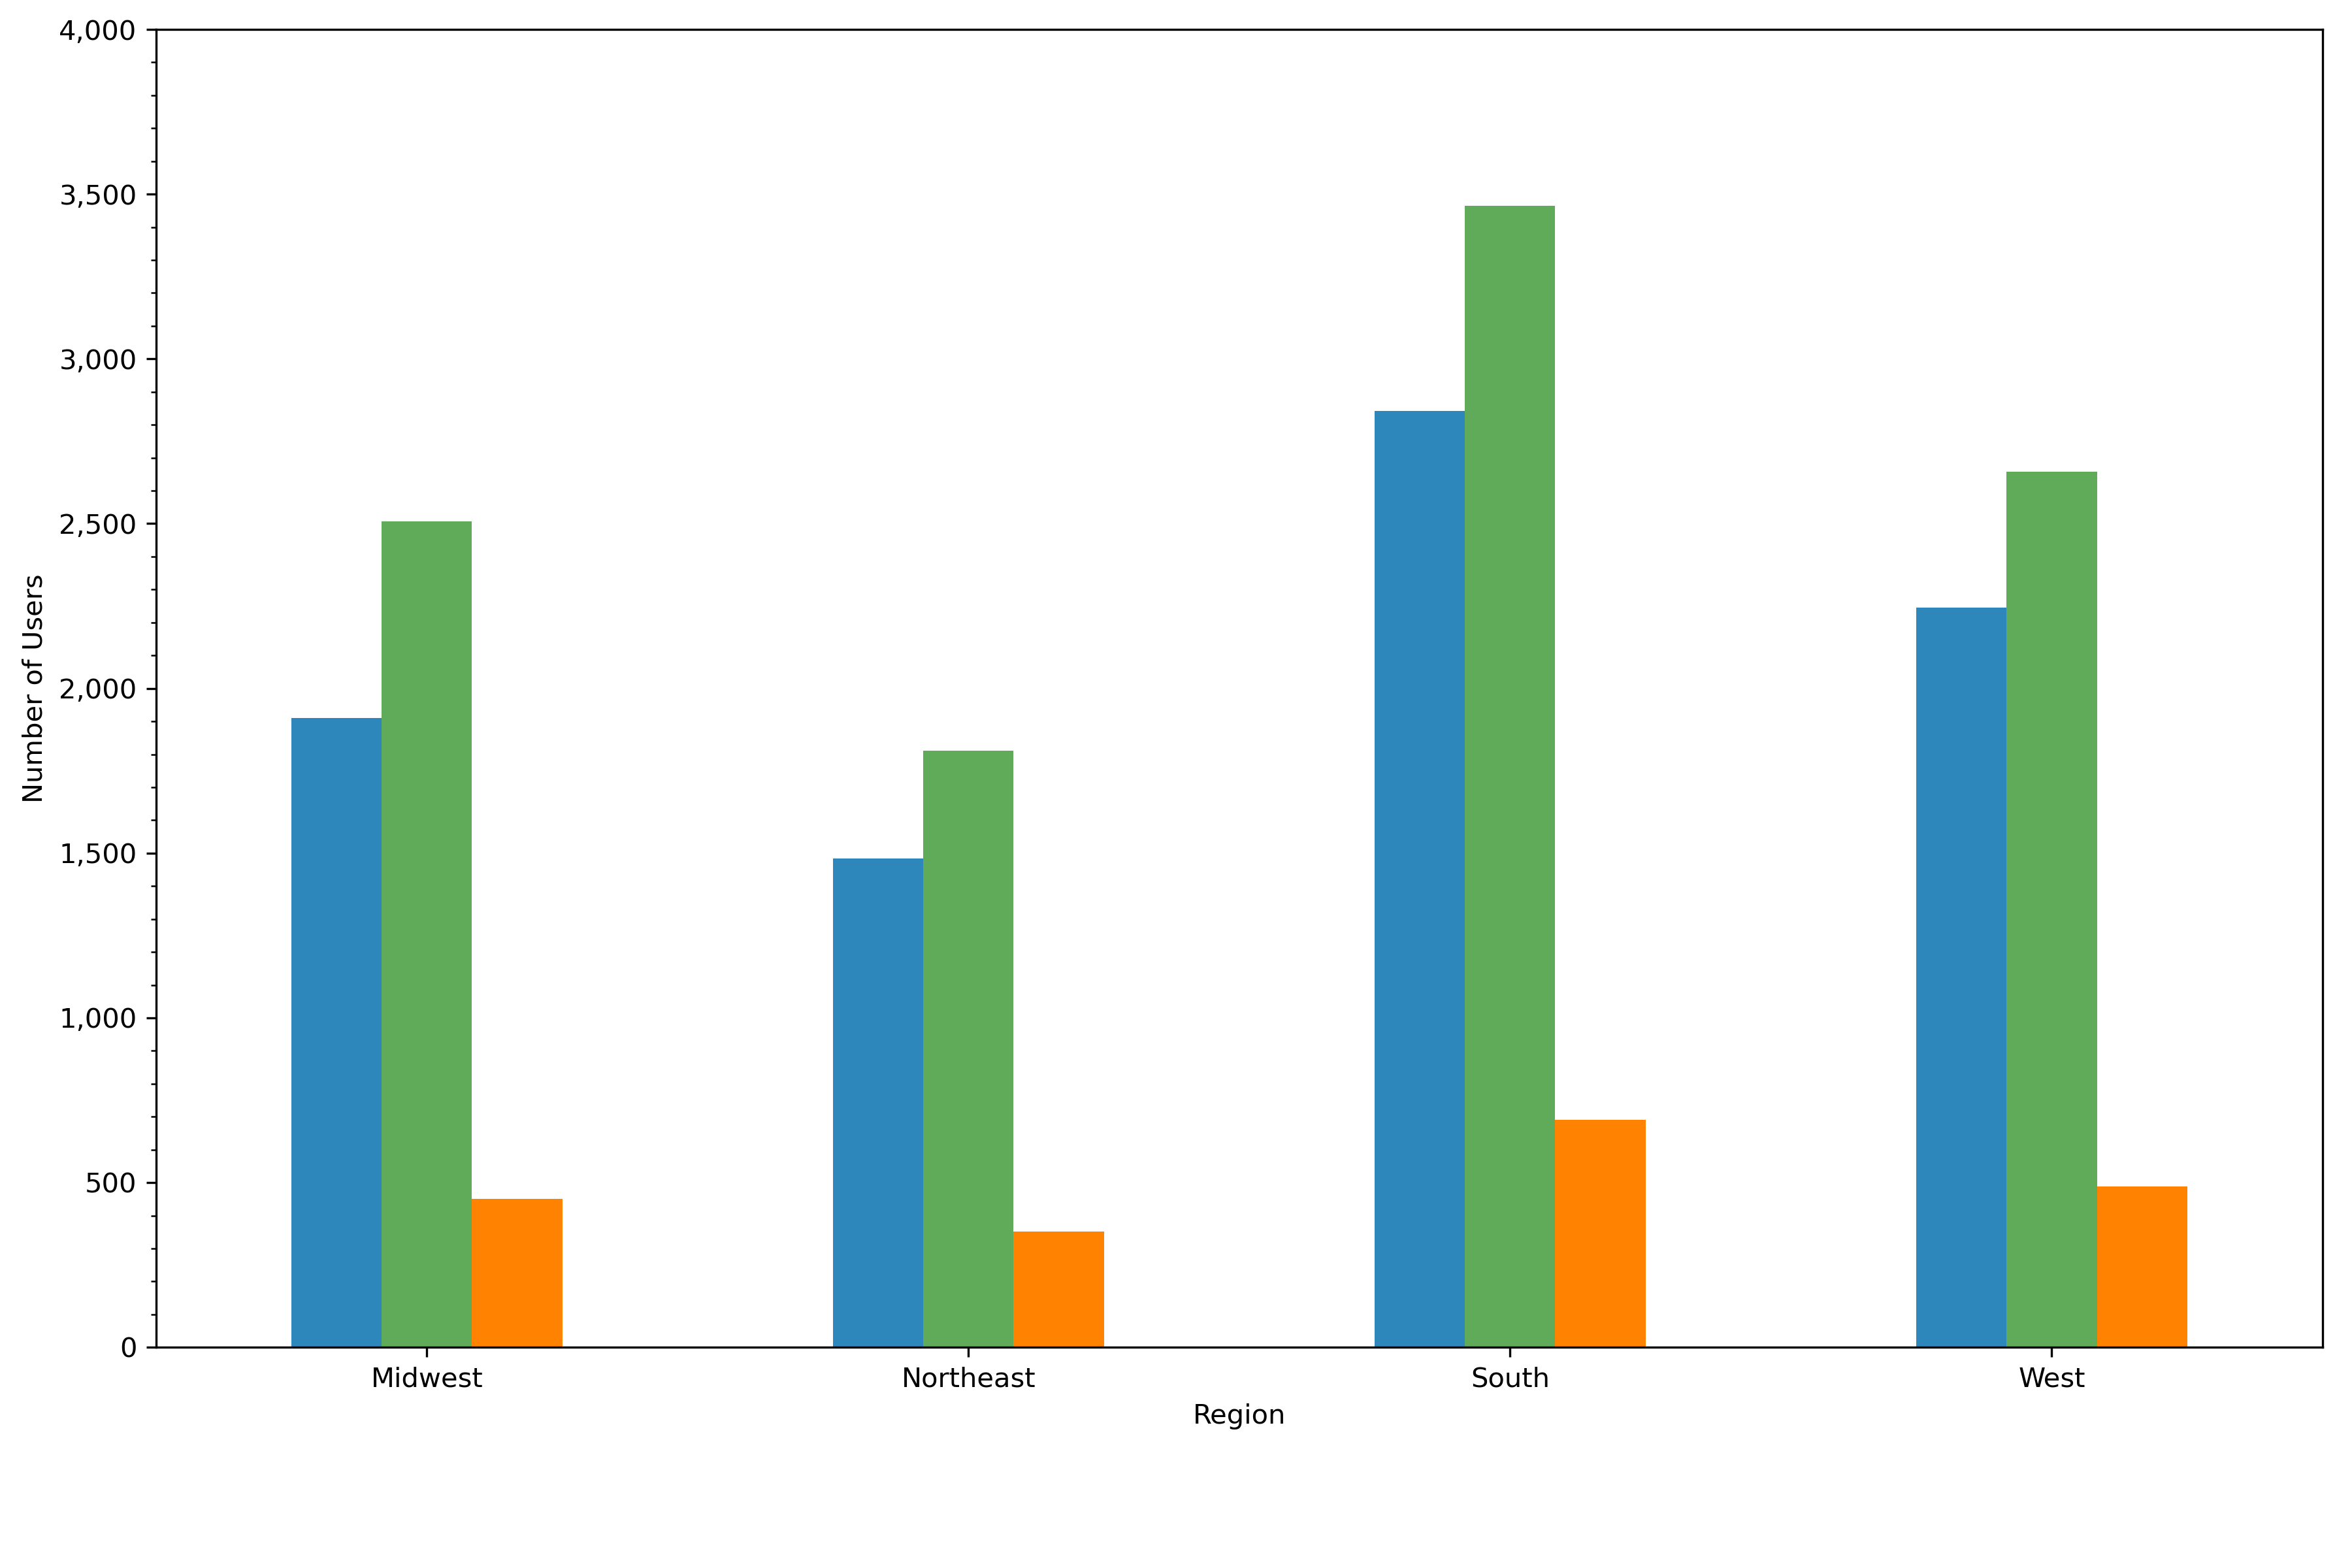 4,000
3,500
3,000
2,500
2,000
1,500
1,000
500
0
Number of Users
Midwest
Northeast
South
West
Region